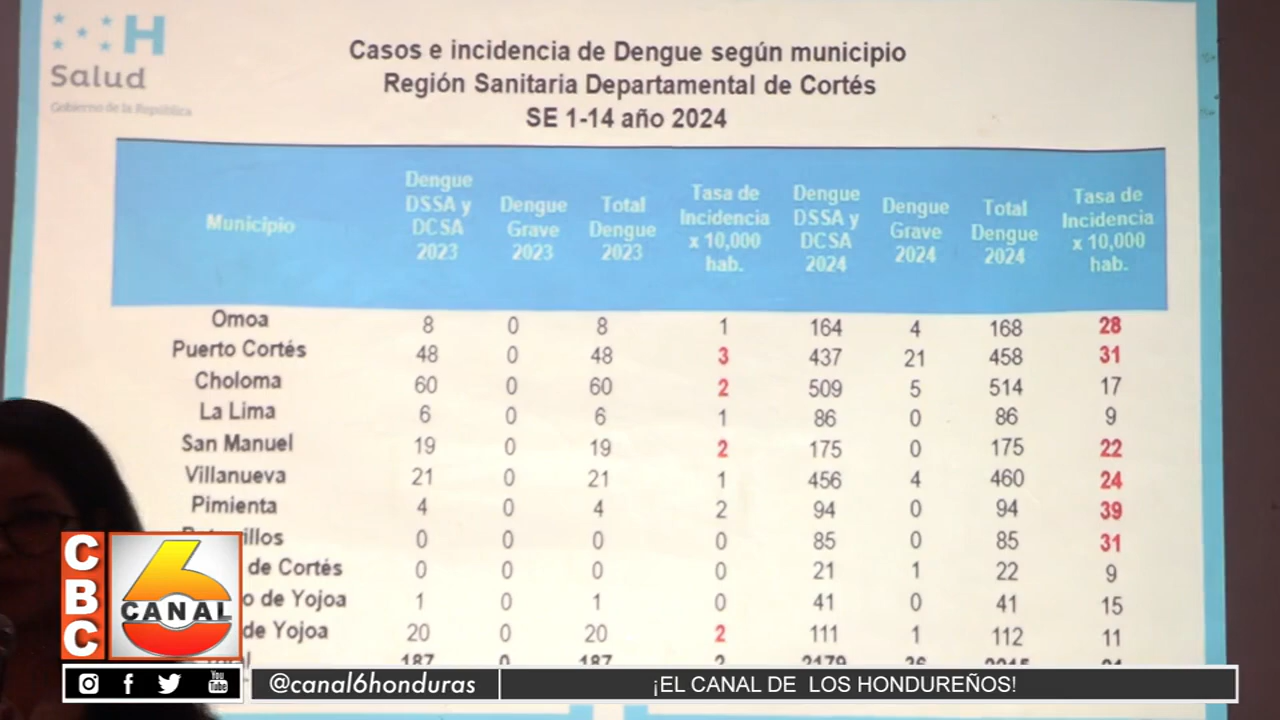 H
Salud
Gobierno de la República
Casos e incidencia de Dengue según municipio
Región Sanitaria Departamental de Cortés
SE 1-14 año 2024
Municipio Dengue DSSA y DCSA 2023 Dengue Grave 2023 Total Dengue 2023 Tasa de Incidencia x 10,000 hab. Dengue DSSA y DCSA 2024 Dengue Grave 2024 Total Dengue 2024 Tasa de Incidencia x 10,000 hab.
Omoa 8 0 8 1 164 4 168 28
Puerto Cortés 48 0 48 3 437 21 458 31
Choloma 60 0 60 2 509 5 514 17
La Lima 6 0 6 1 86 0 86 9
San Manuel 19 0 19 2 175 0 175 22
Villanueva 21 0 21 1 456 4 460 24
Pimienta 4 0 4 2 94 0 94 39
illos 0 0 0 0 85 0 85 31
de Cortés 0 0 0 0 21 1 22 9
o de Yojoa 1 0 1 0 41 0 41 15
de Yojoa 20 0 20 2 111 1 112 11
187 0 187 2 2179
CBC
6
CANAL
You Tube
@canal6honduras
¡EL CANAL DE LOS HONDUREÑOS!